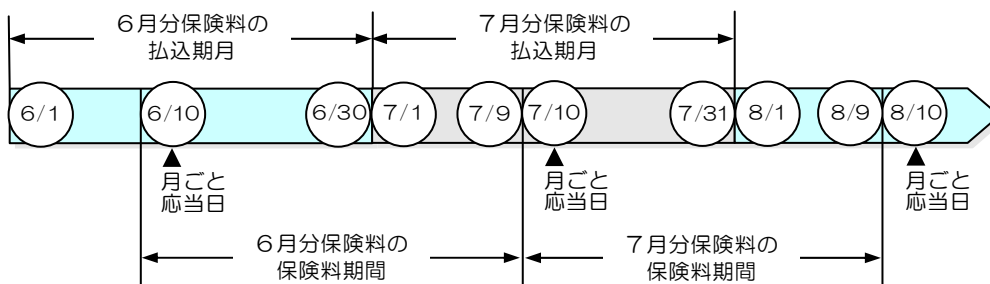 ６月分保険料の
払込期月
７月分保険料の
払込期月
6/1
6/10
6/30
7/1
7/9
7/10
7/31
8/1
8/9
8/10
月ごと
応当日
月ごと
応当日
月ごと
応当日
６月分保険料の
保険料期間
７月分保険料の
保険料期間